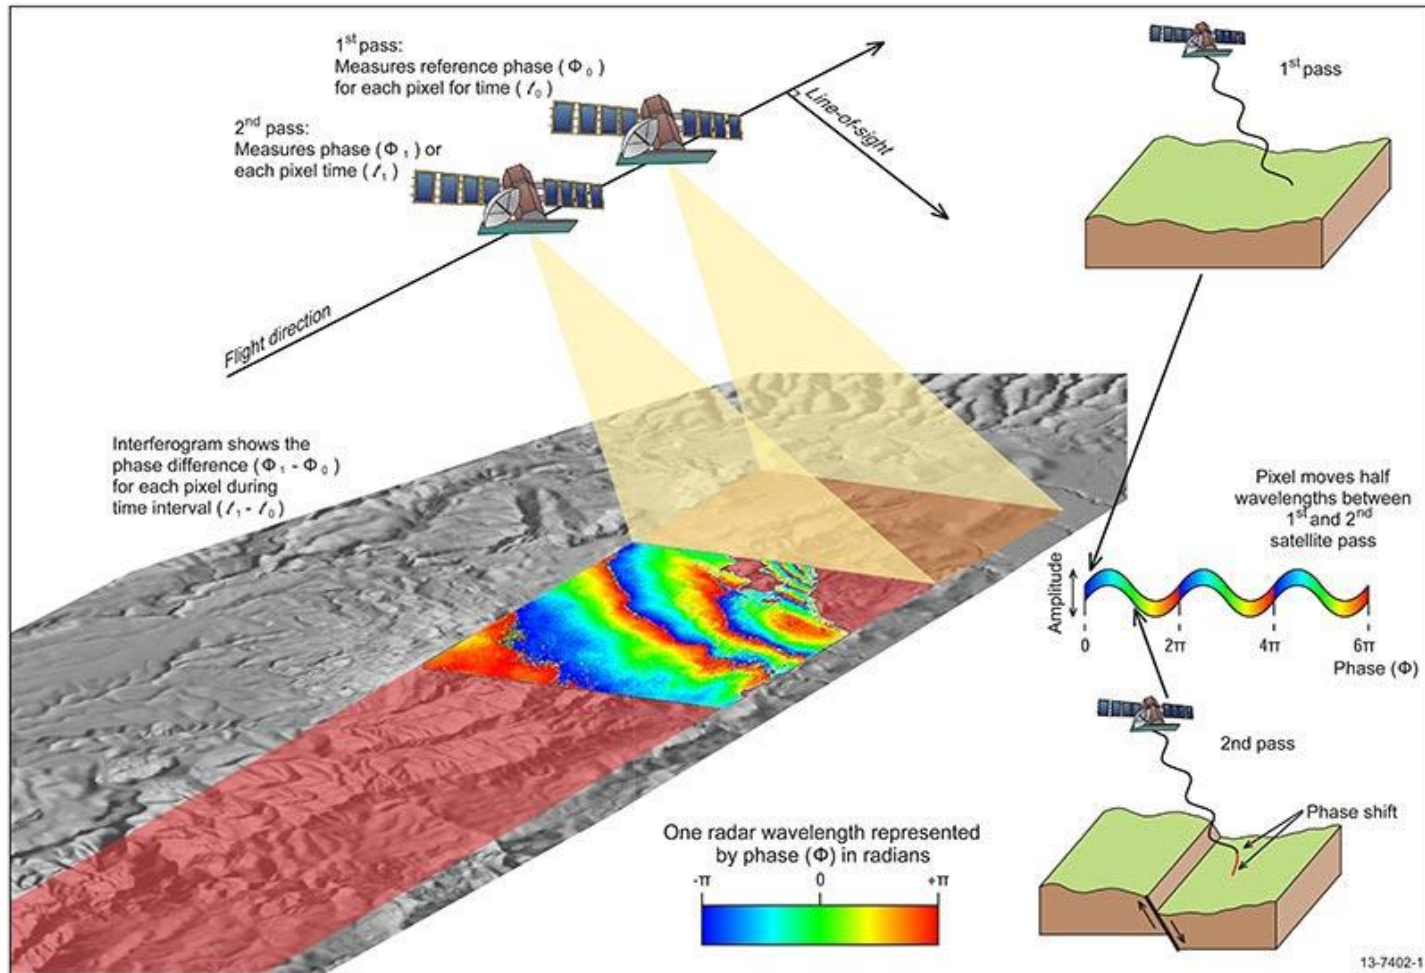 1st pass:
Measures reference phase (Φ0)
for each pixel for time (t0)
2nd pass:
Measures phase (Φ1) or
each pixel time (t1)
Line-of-sight
Flight direction
1st pass
Interferogram shows the
phase difference (Φ1 - Φ0)
for each pixel during
time interval (t1 - t0)
Pixel moves half
wavelengths between
1st and 2nd
satellite pass
Amplitude
0 2π 4π 6π
Phase (Φ)
2nd pass
Phase shift
One radar wavelength represented
by phase (Φ) in radians
-π 0 +π
13-7402-1